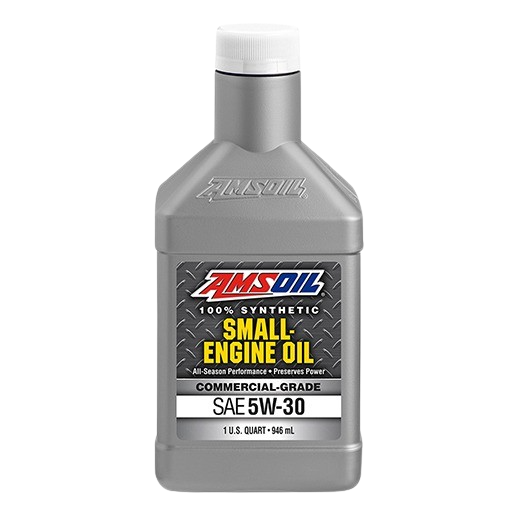 AMSOIL
AMSOIL
100% SYNTHETIC
SMALL-
ENGINE OIL
All-Season Performance • Preserves Power
COMMERCIAL-GRADE
SAE 5W-30
1 U.S. QUART • 946 mL